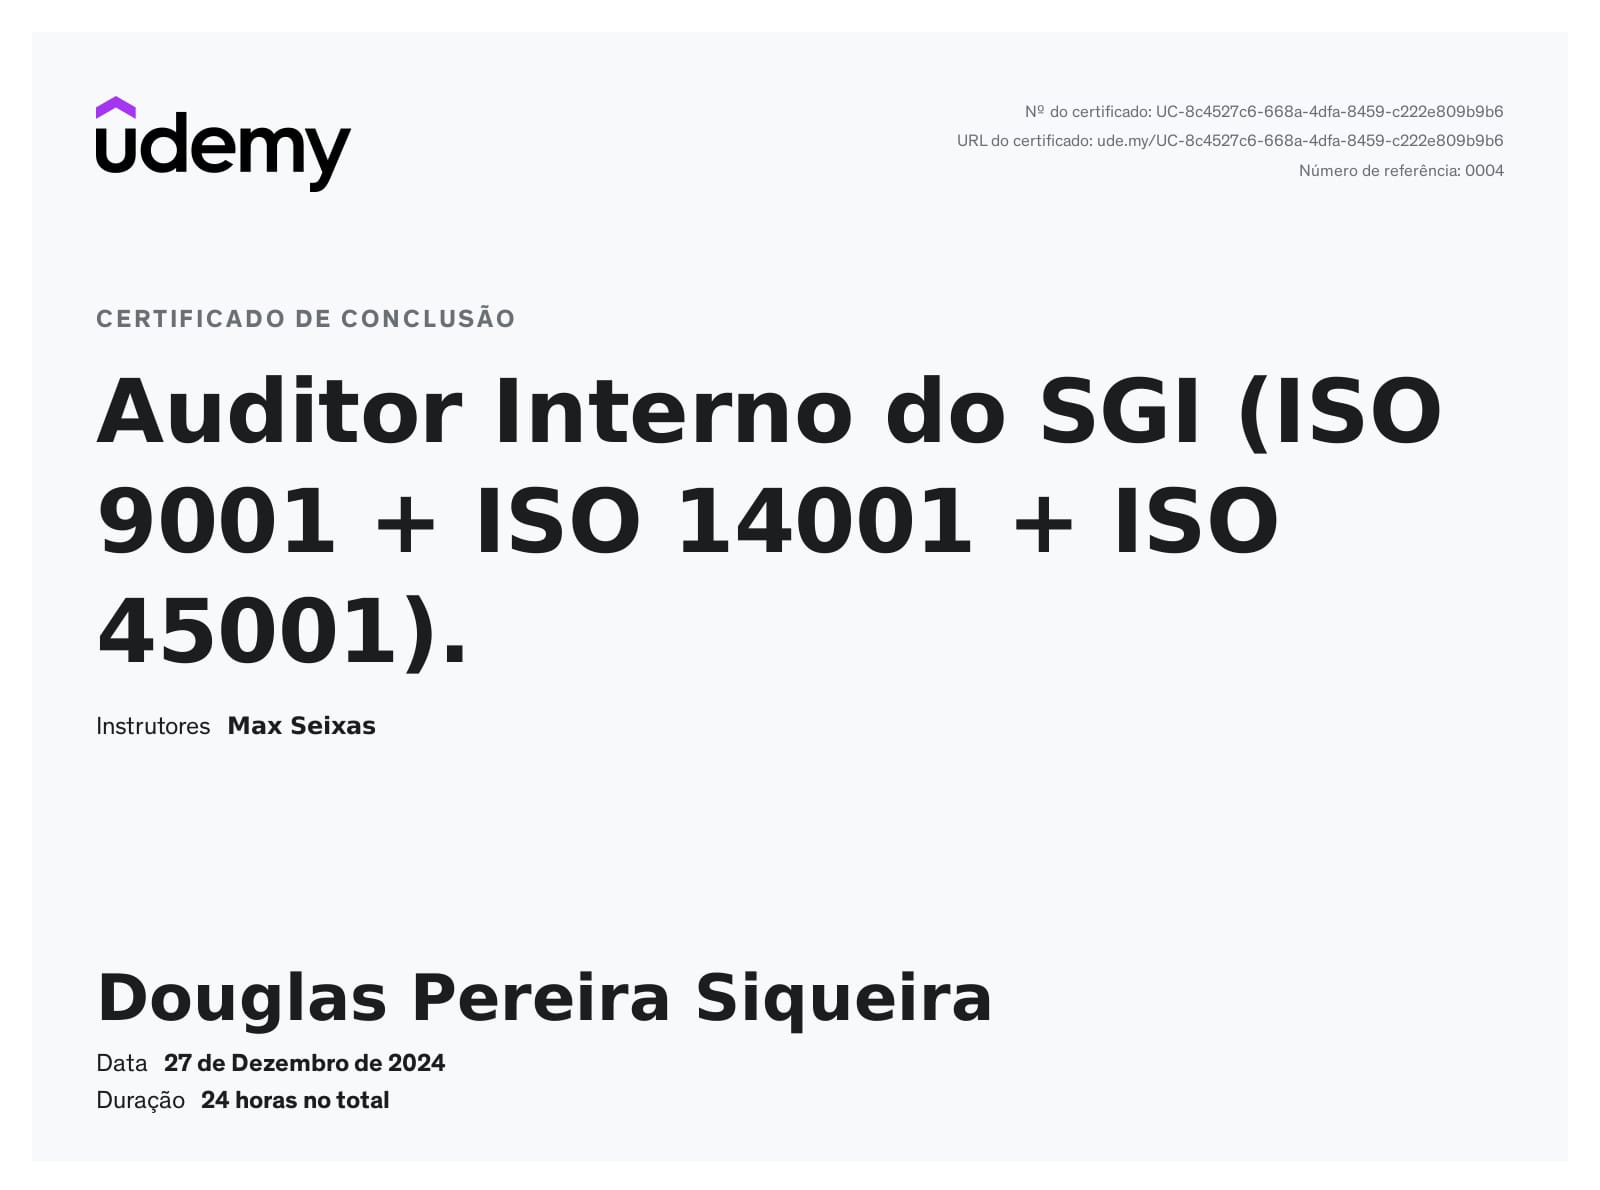 udemy
Nº do certificado: UC-8c4527c6-668a-4dfa-8459-c222e809b9b6
URL do certificado: ude.my/UC-8c4527c6-668a-4dfa-8459-c222e809b9b6
Número de referência: 0004
CERTIFICADO DE CONCLUSÃO
Auditor Interno do SGI (ISO
9001 + ISO 14001 + ISO
45001).
Instrutores Max Seixas
Douglas Pereira Siqueira
Data 27 de Dezembro de 2024
Duração 24 horas no total